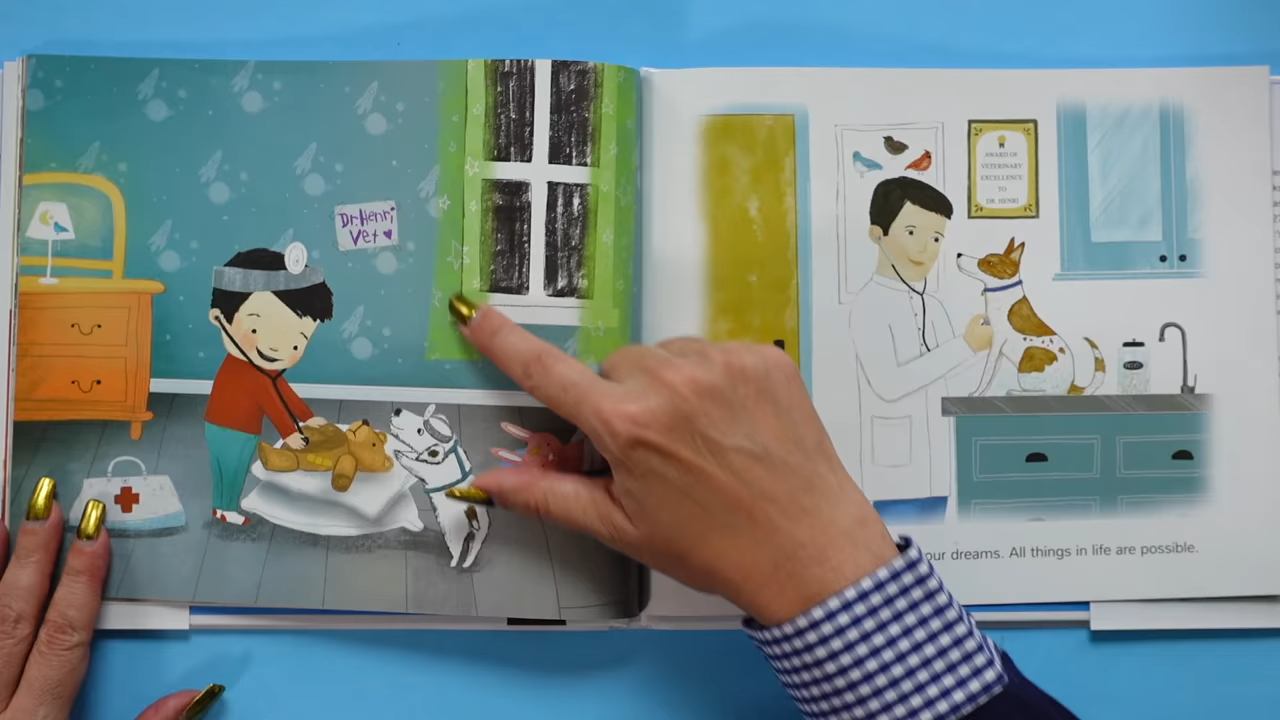 Dr. Henri
Vet
AWARD OF
VETERINARY
EXCELLENCE
TO
DR. HENRI
our dreams. All things in life are possible.